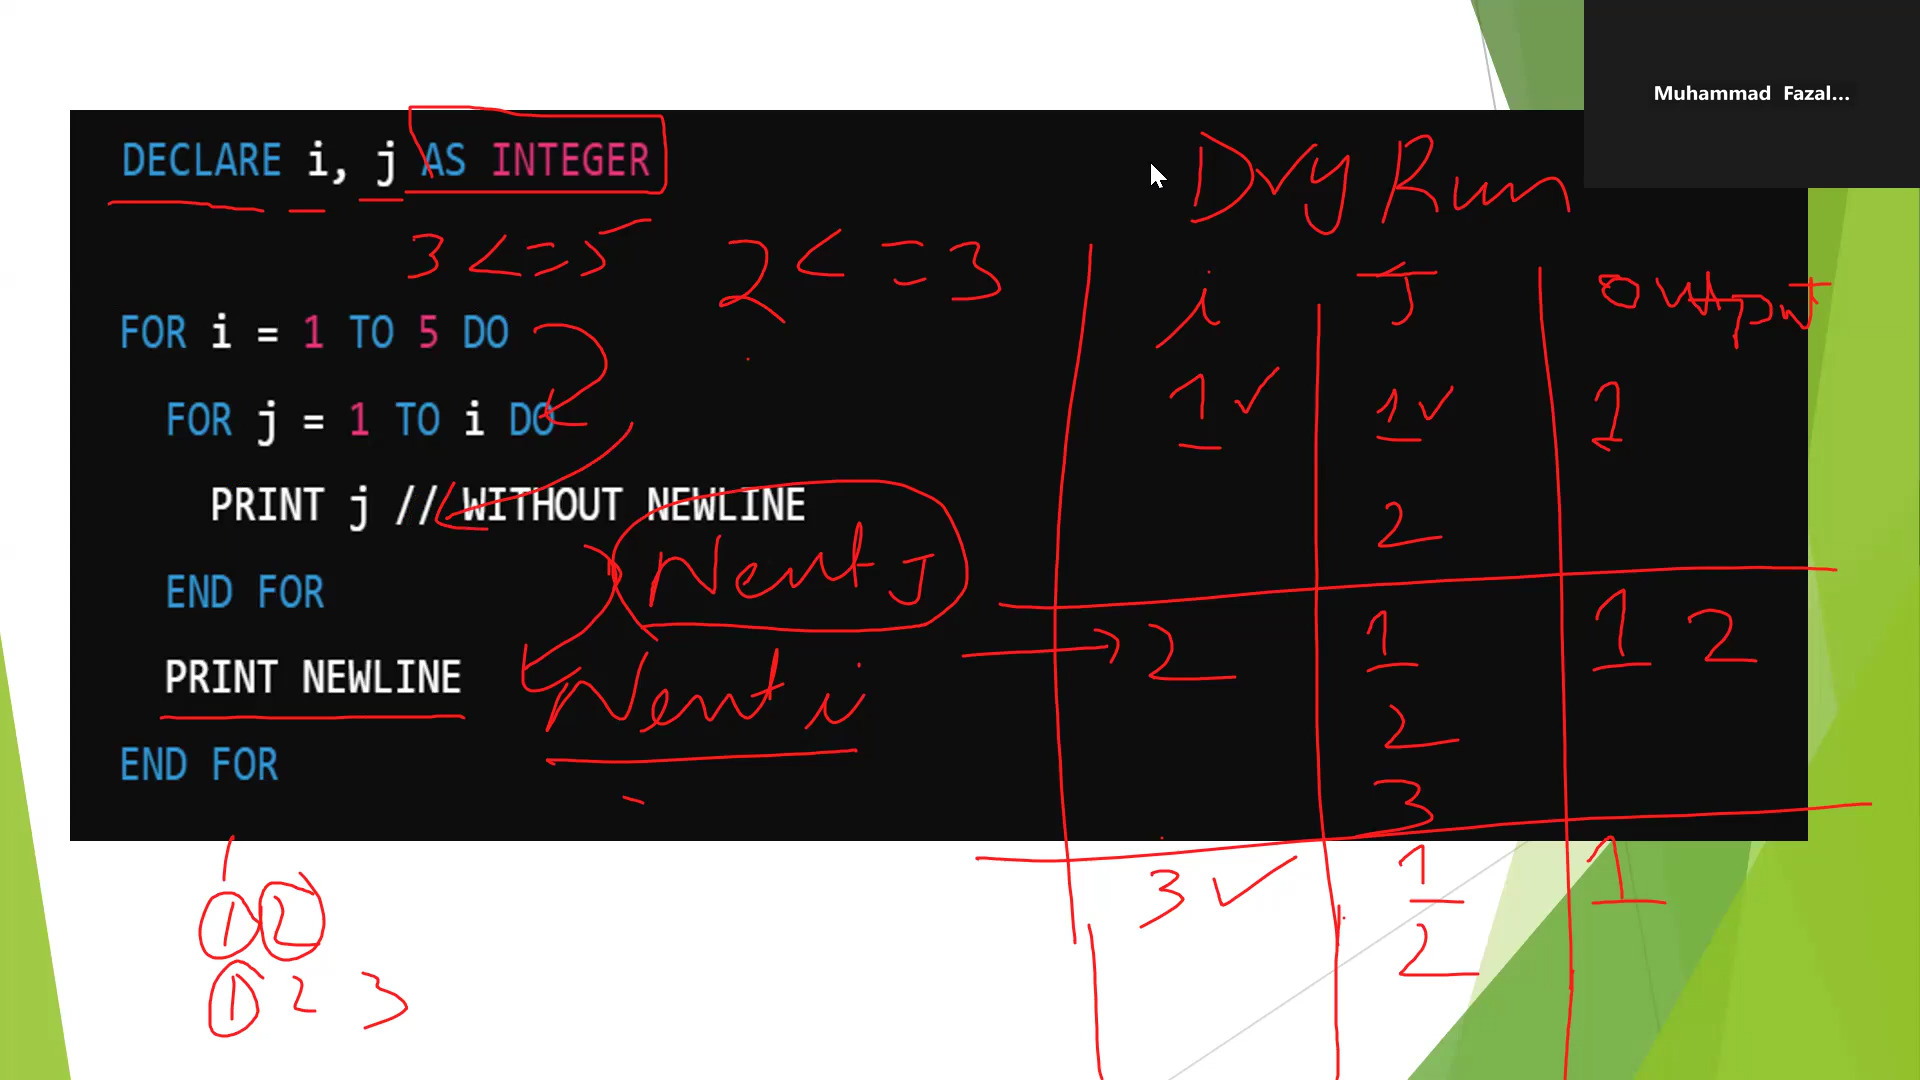 Muhammad Fazal...
DECLARE i, j AS INTEGER
Dry Run
3 <= 5 2 <= 3
i J output
FOR i = 1 TO 5 DO
1 ✓ 1 ✓ 1
FOR j = 1 TO i DO
PRINT j // WITHOUT NEWLINE
2
Next J
END FOR
2 1 1 2
PRINT NEWLINE
Next i
2
END FOR
3
3 ✓ 1 1
1
1 2
2
1 2 3